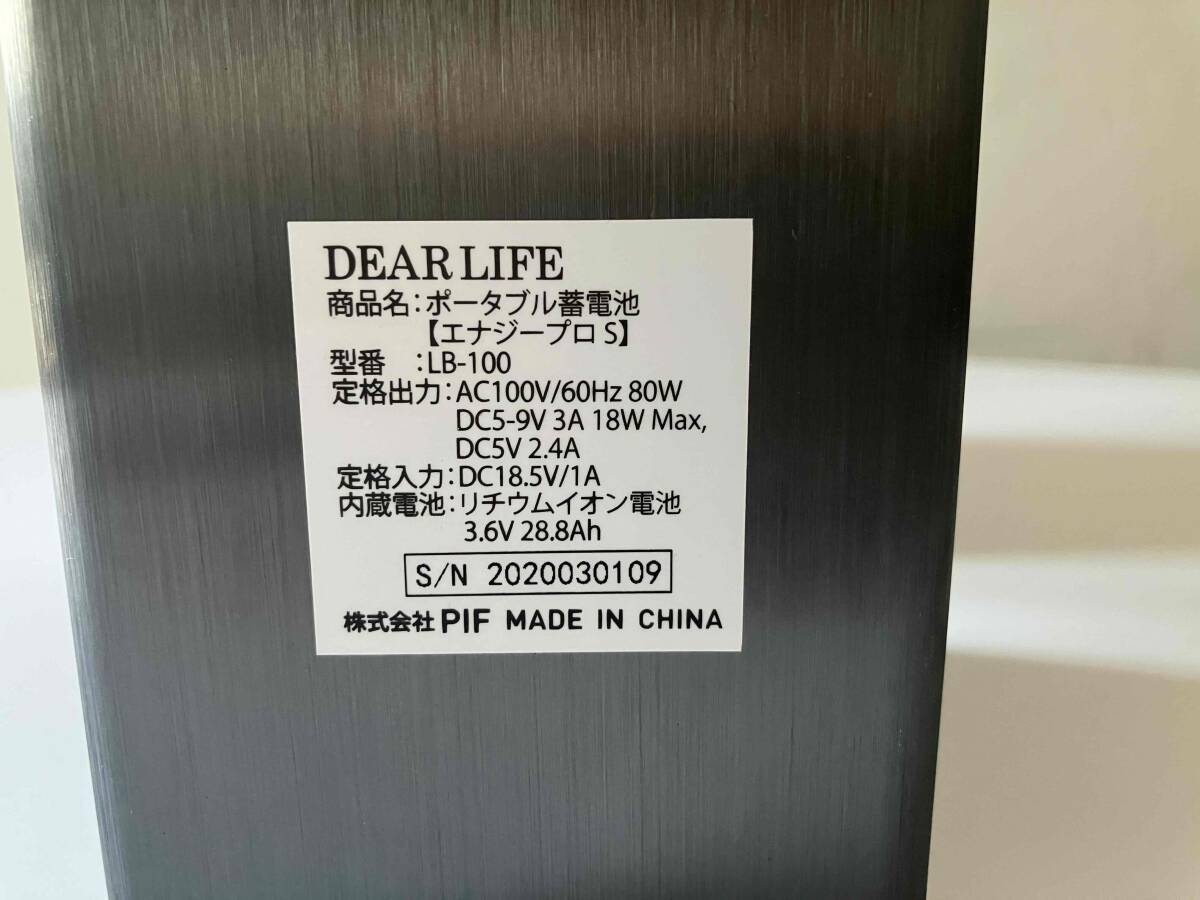 DEAR LIFE
商品名:ポータブル蓄電池
【エナジープロ S】
型番 :LB-100
定格出力:AC100V/60Hz 80W
DC5-9V 3A 18W Max,
DC5V 2.4A
定格入力:DC18.5V/1A
内蔵電池:リチウムイオン電池
3.6V 28.8Ah
S/N 2020030109
株式会社 PIF MADE IN CHINA